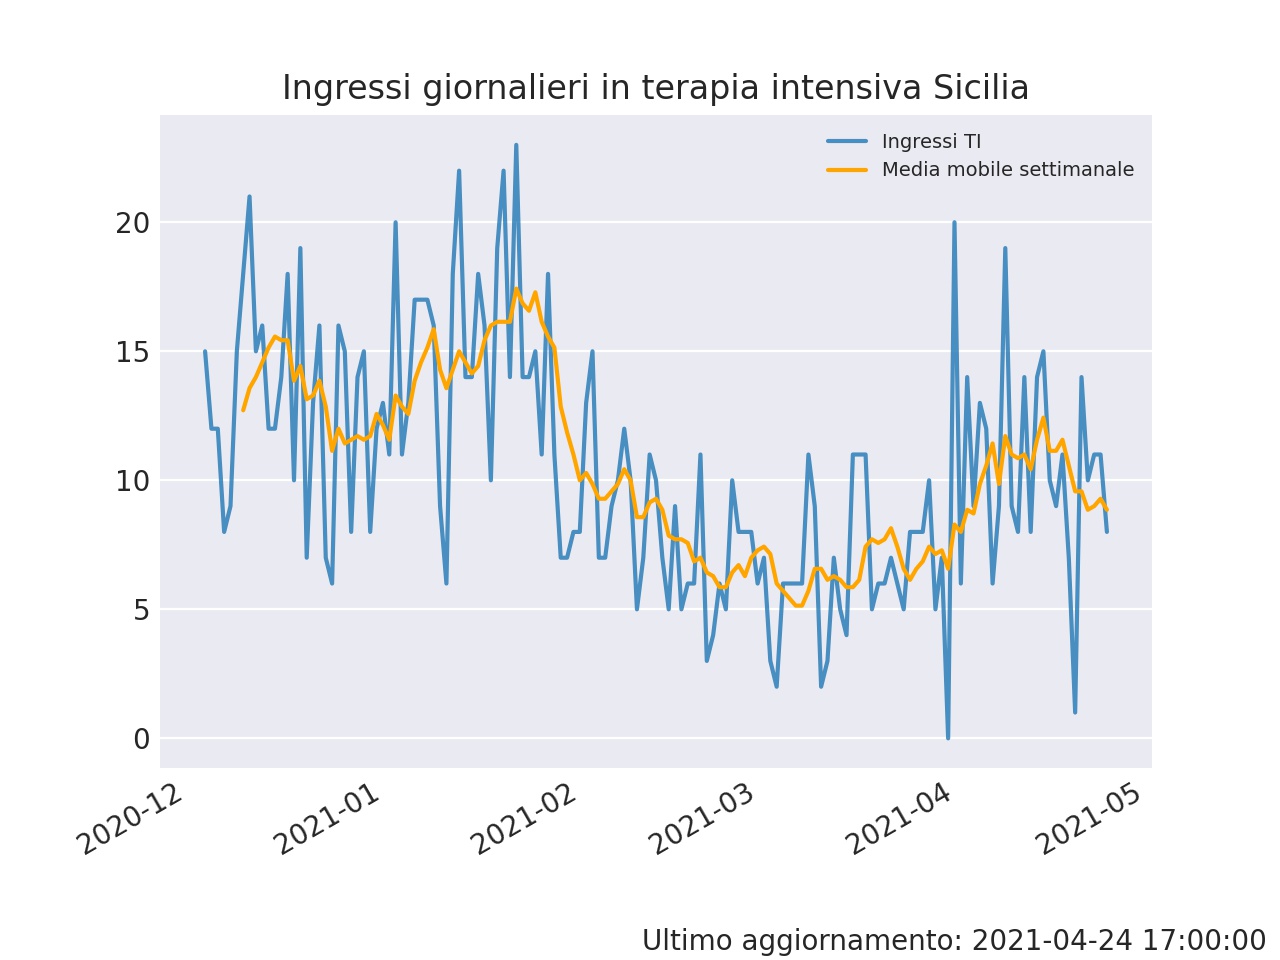 Ingressi giornalieri in terapia intensiva Sicilia
Ingressi TI
Media mobile settimanale
20
15
10
5
0
2020-12
2021-01
2021-02
2021-03
2021-04
2021-05
Ultimo aggiornamento: 2021-04-24 17:00:00